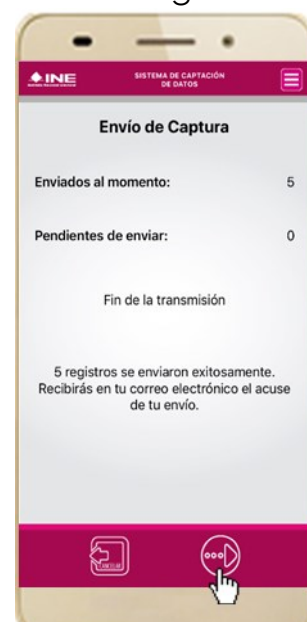 INE
SISTEMA DE CAPTACIÓN
DE DATOS
Envío de Captura
Enviados al momento: 5
Pendientes de enviar: 0
Fin de la transmisión
5 registros se enviaron exitosamente.
Recibirás en tu correo electrónico el acuse
de tu envío.
CANCELAR